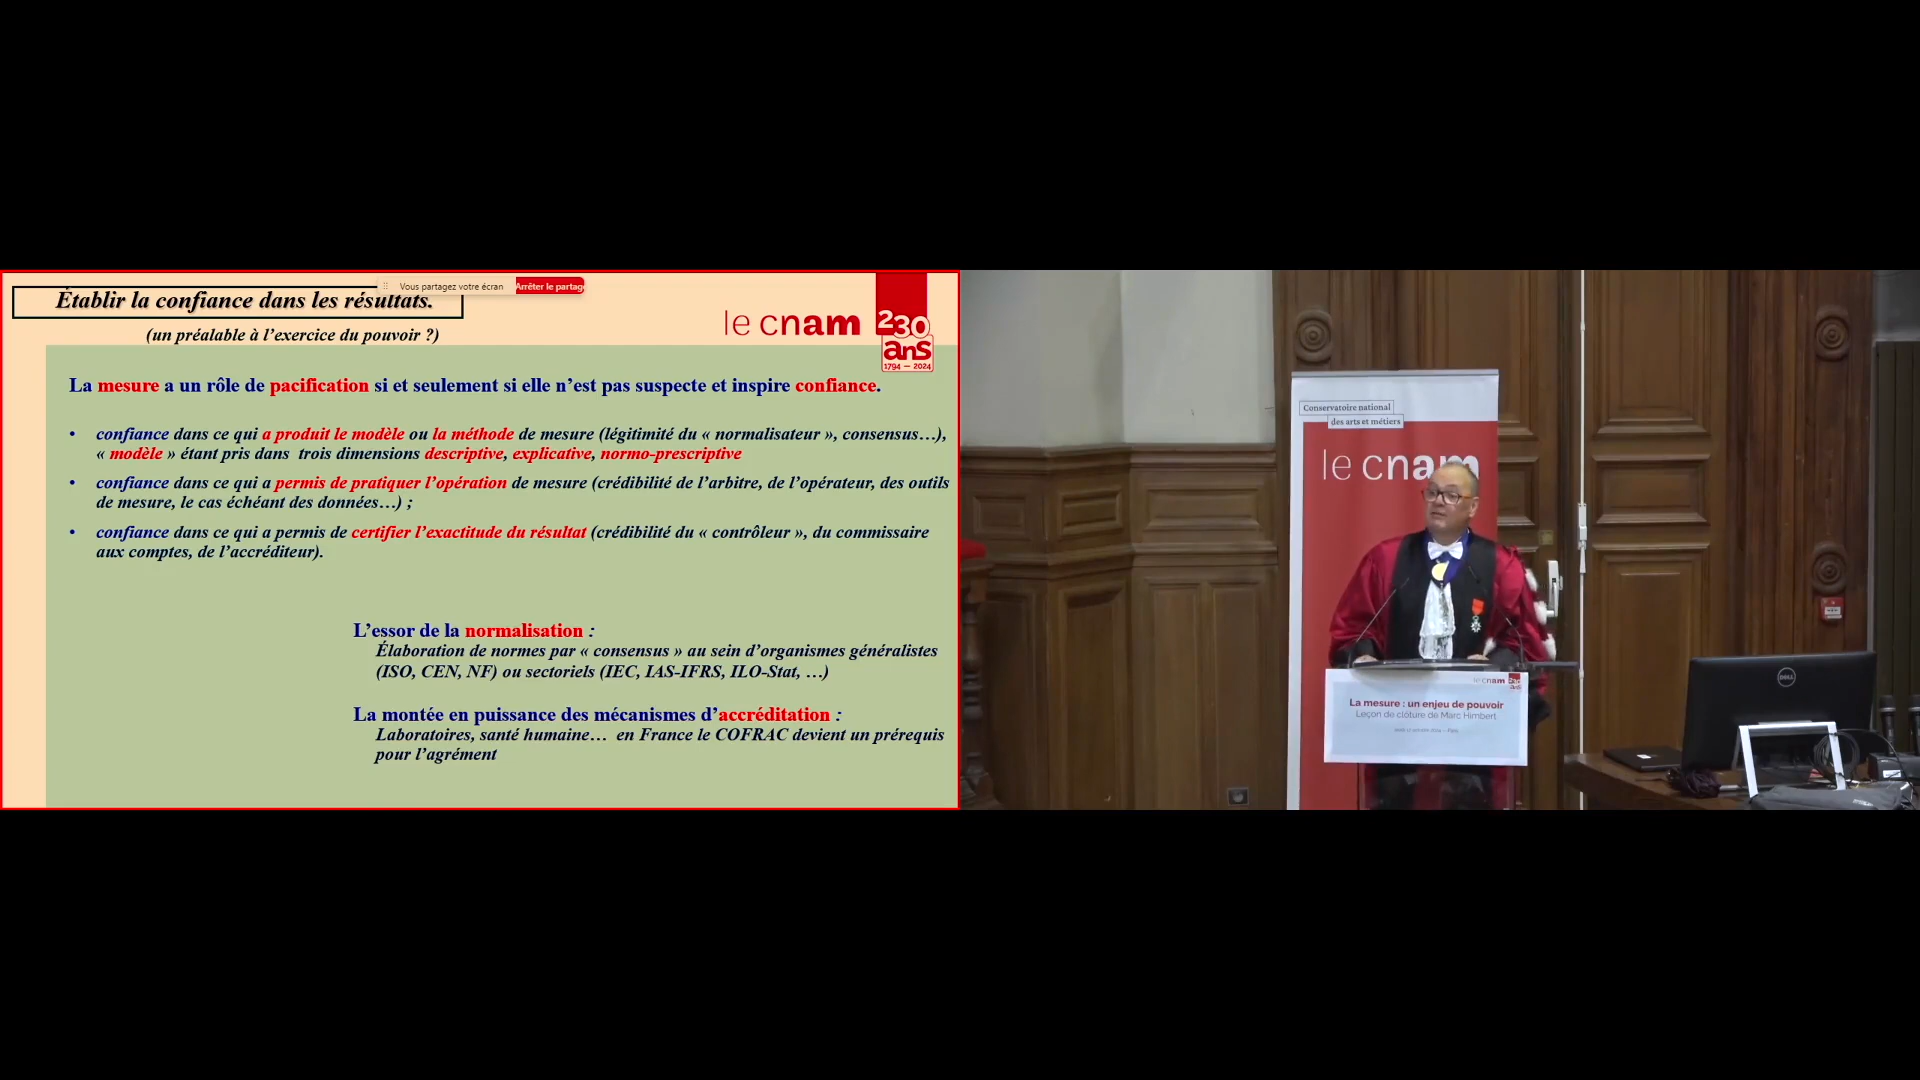 Établir la confiance dans les résultats.
Vous partagez votre écran
Arrêter le partag
(un préalable à l’exercice du pouvoir ?)
le cnam
230
ans
1794 — 2024
La mesure a un rôle de pacification si et seulement si elle n’est pas suspecte et inspire confiance.
• confiance dans ce qui a produit le modèle ou la méthode de mesure (légitimité du « normalisateur », consensus…),
« modèle » étant pris dans trois dimensions descriptive, explicative, normo-prescriptive
• confiance dans ce qui a permis de pratiquer l’opération de mesure (crédibilité de l’arbitre, de l’opérateur, des outils
de mesure, le cas échéant des données…) ;
• confiance dans ce qui a permis de certifier l’exactitude du résultat (crédibilité du « contrôleur », du commissaire
aux comptes, de l’accréditeur).
L’essor de la normalisation :
Élaboration de normes par « consensus » au sein d’organismes généralistes
(ISO, CEN, NF) ou sectoriels (IEC, IAS-IFRS, ILO-Stat, …)
La montée en puissance des mécanismes d’accréditation :
Laboratoires, santé humaine… en France le COFRAC devient un prérequis
pour l’agrément
Conservatoire national
des arts et métiers
le cnam
le cnam
La mesure : un enjeu de pouvoir
Leçon de clôture de Marc Himbert
DELL